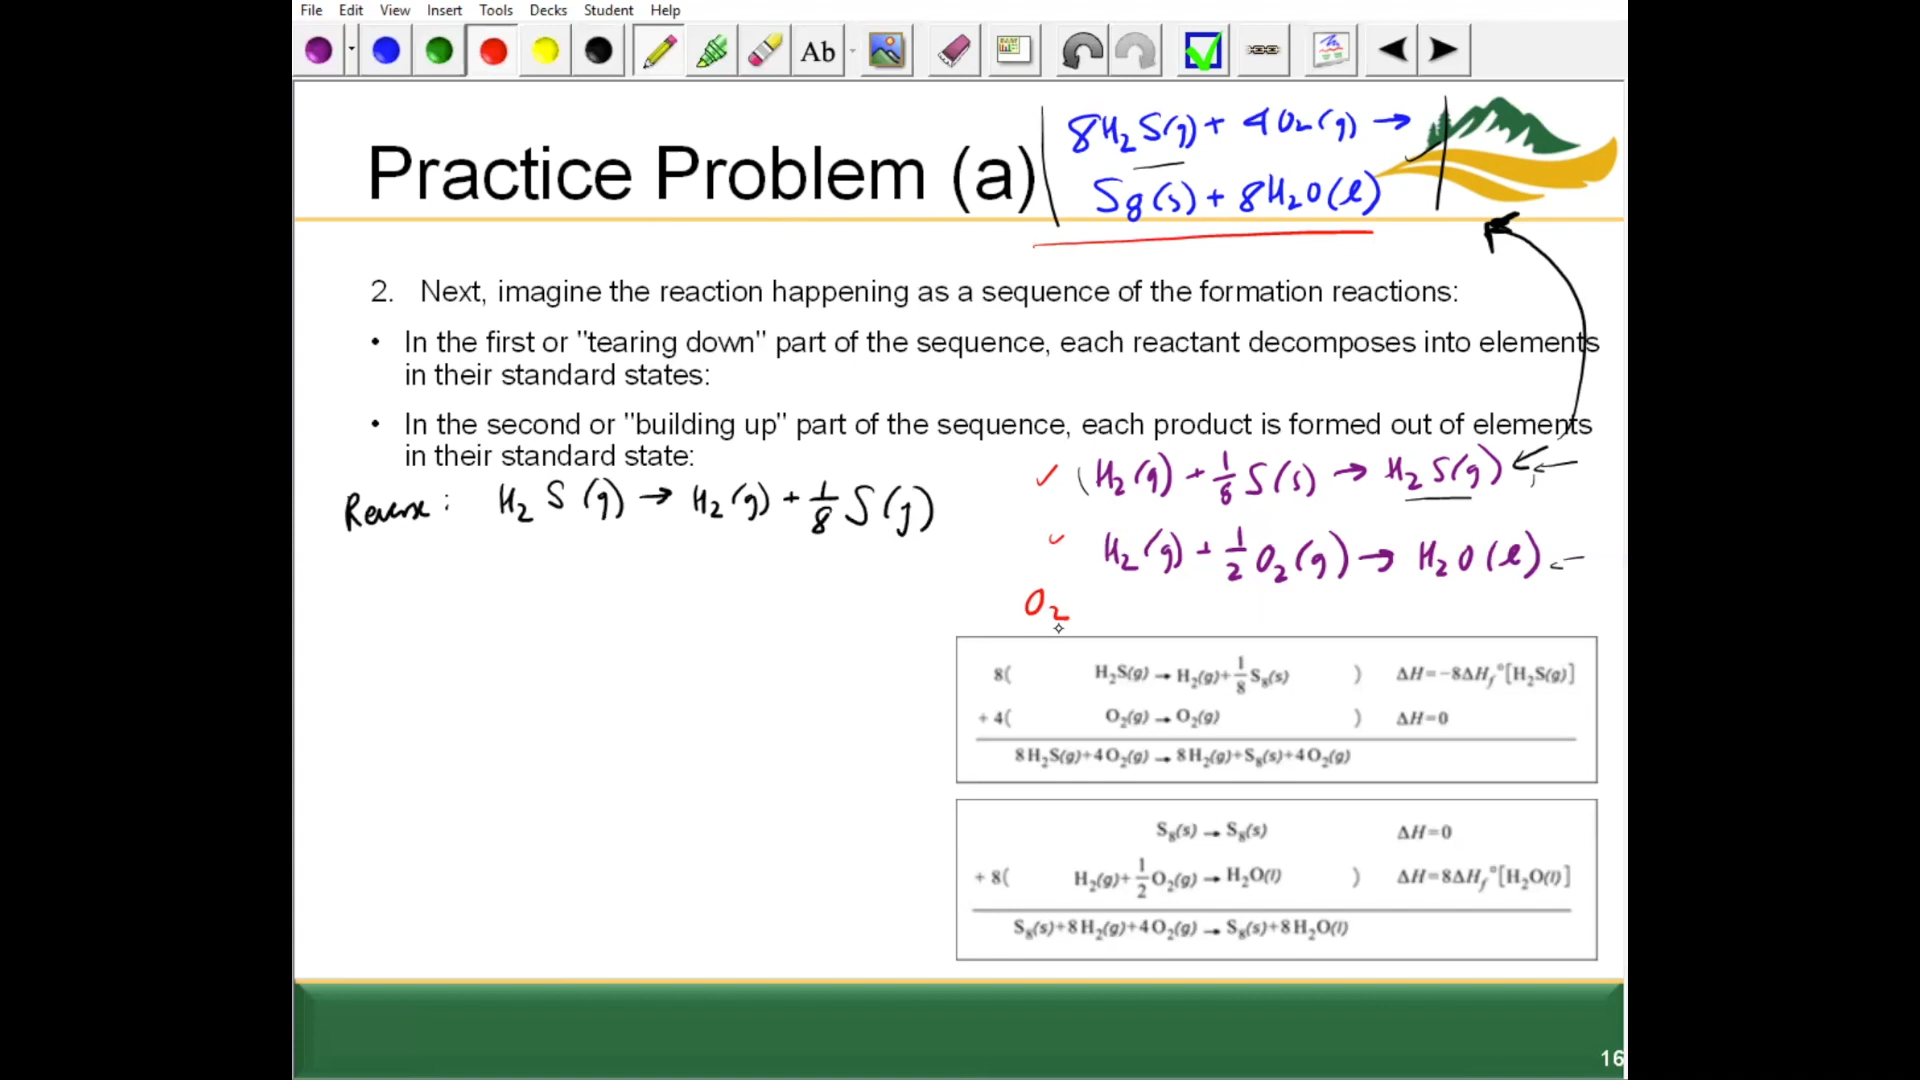 File Edit View Insert Tools Decks Student Help
Ab
Practice Problem (a)
8H₂S(g) + 4O₂(g) →
S8(s) + 8H₂O(l)
2. Next, imagine the reaction happening as a sequence of the formation reactions:
• In the first or "tearing down" part of the sequence, each reactant decomposes into elements
in their standard states:
• In the second or "building up" part of the sequence, each product is formed out of elements
in their standard state:
✓ (H₂(g) + 1/8 S(s) → H₂S(g)
Reverse: H₂S(g) → H₂(g) + 1/8 S(g)
✓ H₂(g) + 1/2 O₂(g) → H₂O(l)
O₂
8( H₂S(g) → H₂(g)+1/8 S₈(s) ) ΔH=−8ΔHf°[H₂S(g)]
+ 4( O₂(g) → O₂(g) ) ΔH=0
8H₂S(g)+4O₂(g) → 8H₂(g)+S₈(s)+4O₂(g)
S₈(s) → S₈(s) ΔH=0
+ 8( H₂(g)+1/2 O₂(g) → H₂O(l) ) ΔH=8ΔHf°[H₂O(l)]
S₈(s)+8H₂(g)+4O₂(g) → S₈(s)+8H₂O(l)
16